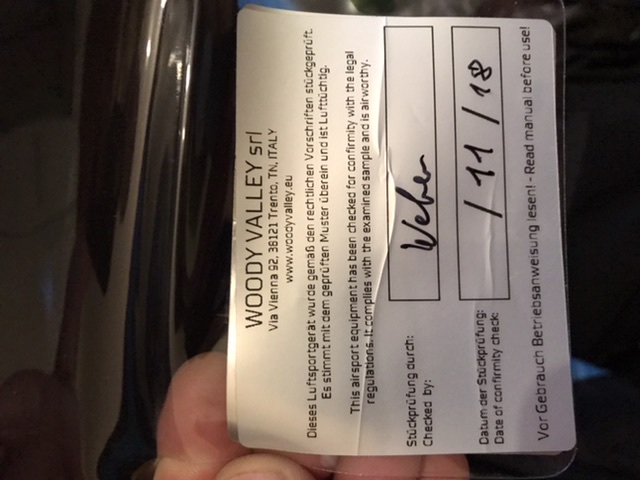 WOODY VALLEY srl
Via Vienna 92, 38121 Trento, TN, ITALY
www.woodyvalley.eu
Dieses Luftsportgerät wurde gemäß den rechtlichen Vorschriften stückgeprüft.
Es stimmt mit dem geprüften Muster überein und ist Lufttüchtig.
This airsport equipment has been checked for confirmity with the legal
regulations. It complies with the examined sample and is airworthy.
Stückprüfung durch:
Checked by:
Weber
Datum der Stückprüfung:
Date of confirmity check:
/ 11 / 18
Vor Gebrauch Betriebsanweisung lesen! - Read manual before use!